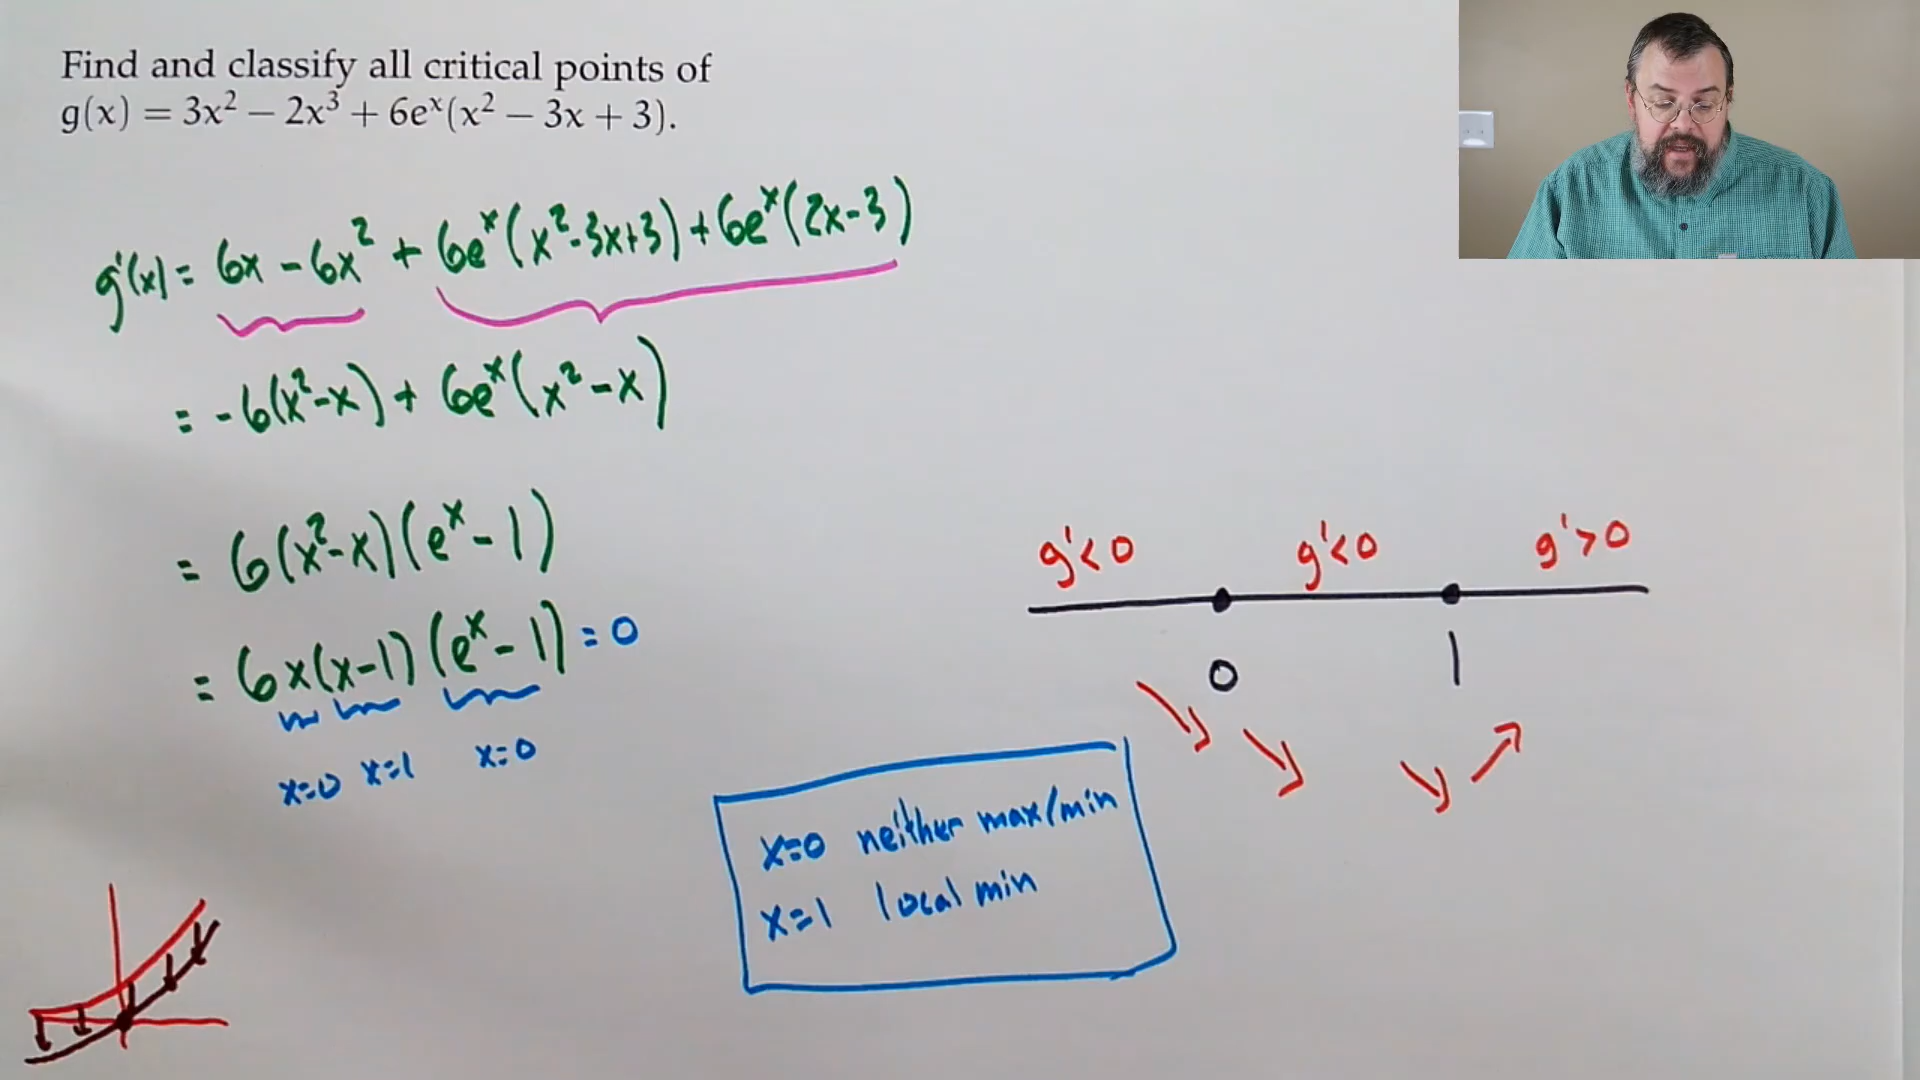 Find and classify all critical points of
g(x) = 3x² − 2x³ + 6eˣ(x² − 3x + 3).
g'(x) = 6x - 6x² + 6eˣ(x²-3x+3) + 6eˣ(2x-3)
= -6(x²-x) + 6eˣ(x²-x)
= 6(x²-x)(eˣ-1)
= 6x(x-1)(eˣ-1) = 0
x=0 x=1 x=0
g'<0 g'<0 g'>0
0 1
x=0 neither max/min
x=1 local min